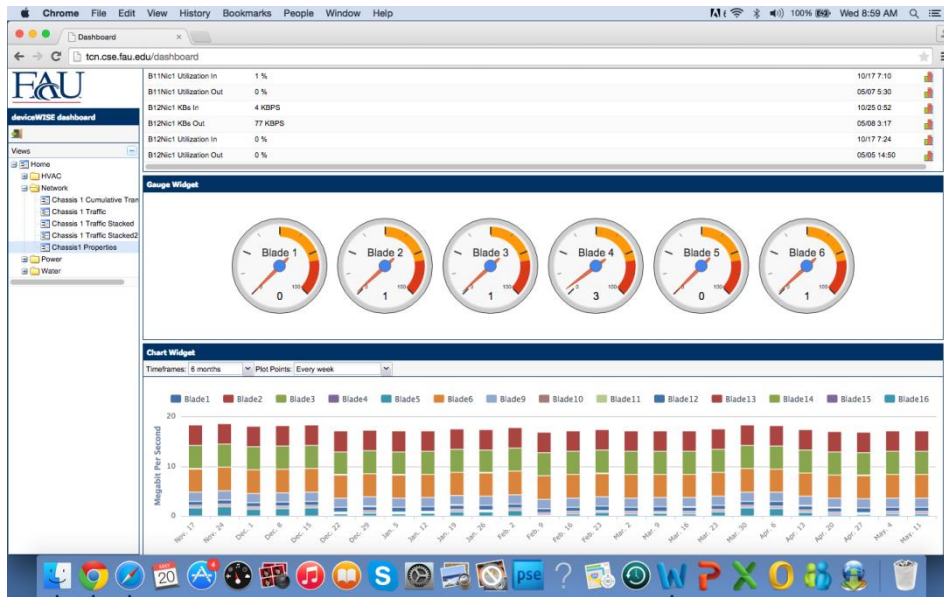 Chrome File Edit View History Bookmarks People Window Help 100% Wed 8:59 AM
Dashboard
tcn.cse.fau.edu/dashboard
FAU
deviceWISE dashboard
Views
Home
HVAC
Network
Chassis 1 Cumulative Tran
Chassis 1 Traffic
Chassis 1 Traffic Stacked
Chassis 1 Traffic Stacked2
Chassis1 Properties
Power
Water
B11Nic1 Utilization In 1 % 10/17 7:10
B11Nic1 Utilization Out 0 % 05/07 5:30
B12Nic1 KBs In 4 KBPS 10/25 0:52
B12Nic1 KBs Out 77 KBPS 05/08 3:17
B12Nic1 Utilization In 0 % 10/17 7:24
B12Nic1 Utilization Out 0 % 05/05 14:50
Gauge Widget
Blade 1 Blade 2 Blade 3 Blade 4 Blade 5 Blade 6
100 100 100 100 100 100
0 1 1 3 0 1
Chart Widget
Timeframes: 6 months Plot Points: Every week
Blade1 Blade2 Blade3 Blade4 Blade5 Blade6 Blade9 Blade10 Blade11 Blade12 Blade13 Blade14 Blade15 Blade16
Megabit Per Second
20
10
0
Nov. 17 Nov. 24 Dec. 1 Dec. 8 Dec. 15 Dec. 22 Dec. 29 Jan. 5 Jan. 12 Jan. 19 Jan. 26 Feb. 2 Feb. 9 Feb. 16 Feb. 23 Mar. 2 Mar. 9 Mar. 16 Mar. 23 Mar. 30 Apr. 6 Apr. 13 Apr. 20 Apr. 27 May. 4 May. 11
MAY
20
pse